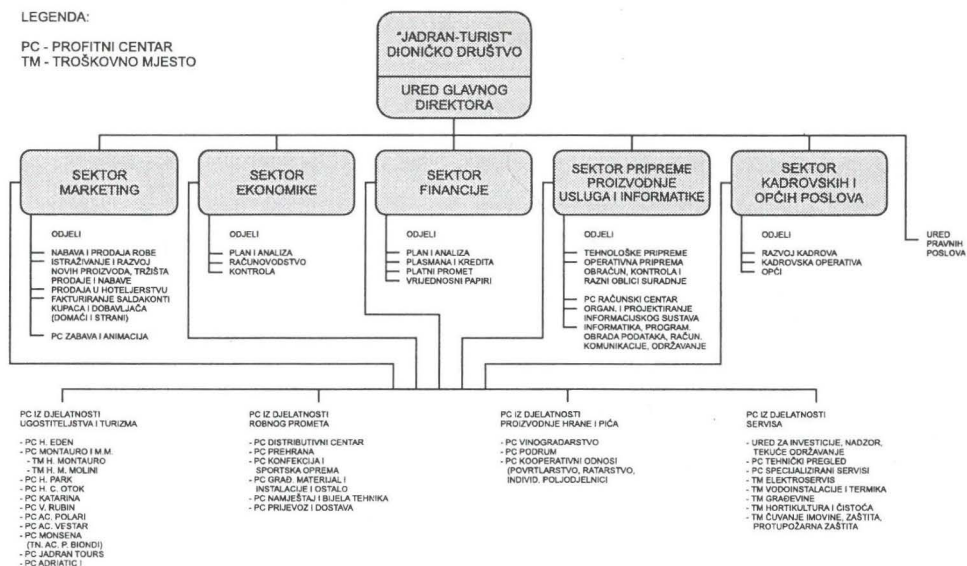 LEGENDA:
PC - PROFITNI CENTAR
TM - TROŠKOVNO MJESTO
"JADRAN-TURIST"
DIONIČKO DRUŠTVO
URED GLAVNOG
DIREKTORA
SEKTOR
MARKETING
ODJELI
- NABAVA I PRODAJA ROBE
- ISTRAŽIVANJE I RAZVOJ
NOVIH PROIZVODA, TRŽIŠTA
PRODAJE I NABAVE
- PRODAJA U HOTELJERSTVU
- FAKTURIRANJE SALDAKONTI
KUPACA I DOBAVLJAČA
(DOMAĆI I STRANI)
- PC ZABAVA I ANIMACIJA
SEKTOR
EKONOMIKE
ODJELI
- PLAN I ANALIZA
- RAČUNOVODSTVO
- KONTROLA
SEKTOR
FINANCIJE
ODJELI
- PLAN I ANALIZA
- PLASMANA I KREDITA
- PLATNI PROMET
- VRIJEDNOSNI PAPIRI
SEKTOR PRIPREME
PROIZVODNJE
USLUGA I INFORMATIKE
ODJELI
- TEHNOLOŠKE PRIPREME
- OPERATIVNA PRIPREMA
OBRAČUN, KONTROLA I
RAZNI OBLICI SURADNJE
- PC RAČUNSKI CENTAR
- ORGAN. I PROJEKTIRANJE
INFORMACIJSKOG SUSTAVA
- INFORMATIKA, PROGRAM.
OBRADA PODATAKA, RAČUN.
KOMUNIKACIJE, ODRŽAVANJE
SEKTOR
KADROVSKIH I
OPĆIH POSLOVA
ODJELI
- RAZVOJ KADROVA
- KADROVSKA OPERATIVA
- OPĆI
URED
PRAVNIH
POSLOVA
PC IZ DJELATNOSTI
UGOSTITELJSTVA I TURIZMA
- PC H. EDEN
- PC MONTAURO I M.M.
- TM H. MONTAURO
- TM H. M. MOLINI
- PC H. PARK
- PC H. C. OTOK
- PC KATARINA
- PC V. RUBIN
- PC AC. POLARI
- PC AC. VESTAR
- PC MONSENA
(TN. AC. P. BIONDI)
- PC JADRAN TOURS
- PC ADRIATIC I
PC IZ DJELATNOSTI
ROBNOG PROMETA
- PC DISTRIBUTIVNI CENTAR
- PC PREHRANA
- PC KONFEKCIJA I
SPORTSKA OPREMA
- PC GRAĐ. MATERIJAL I
INSTALACIJE I OSTALO
- PC NAMJEŠTAJ I BIJELA TEHNIKA
- PC PRIJEVOZ I DOSTAVA
PC IZ DJELATNOSTI
PROIZVODNJE HRANE I PIĆA
- PC VINOGRADARSTVO
- PC PODRUM
- PC KOOPERATIVNI ODNOSI
(POVRTLARSTVO, RATARSTVO,
INDIVID. POLJODJELNICI
PC IZ DJELATNOSTI
SERVISA
- URED ZA INVESTICIJE, NADZOR,
TEKUĆE ODRŽAVANJE
- PC TEHNIČKI PREGLED
- PC SPECIJALIZIRANI SERVISI
- TM ELEKTROSERVIS
- TM VODOINSTALACIJE I TERMIKA
- TM GRAĐEVINE
- TM HORTIKULTURA I ČISTOĆA
- TM ČUVANJE IMOVINE, ZAŠTITA,
PROTUPOŽARNA ZAŠTITA